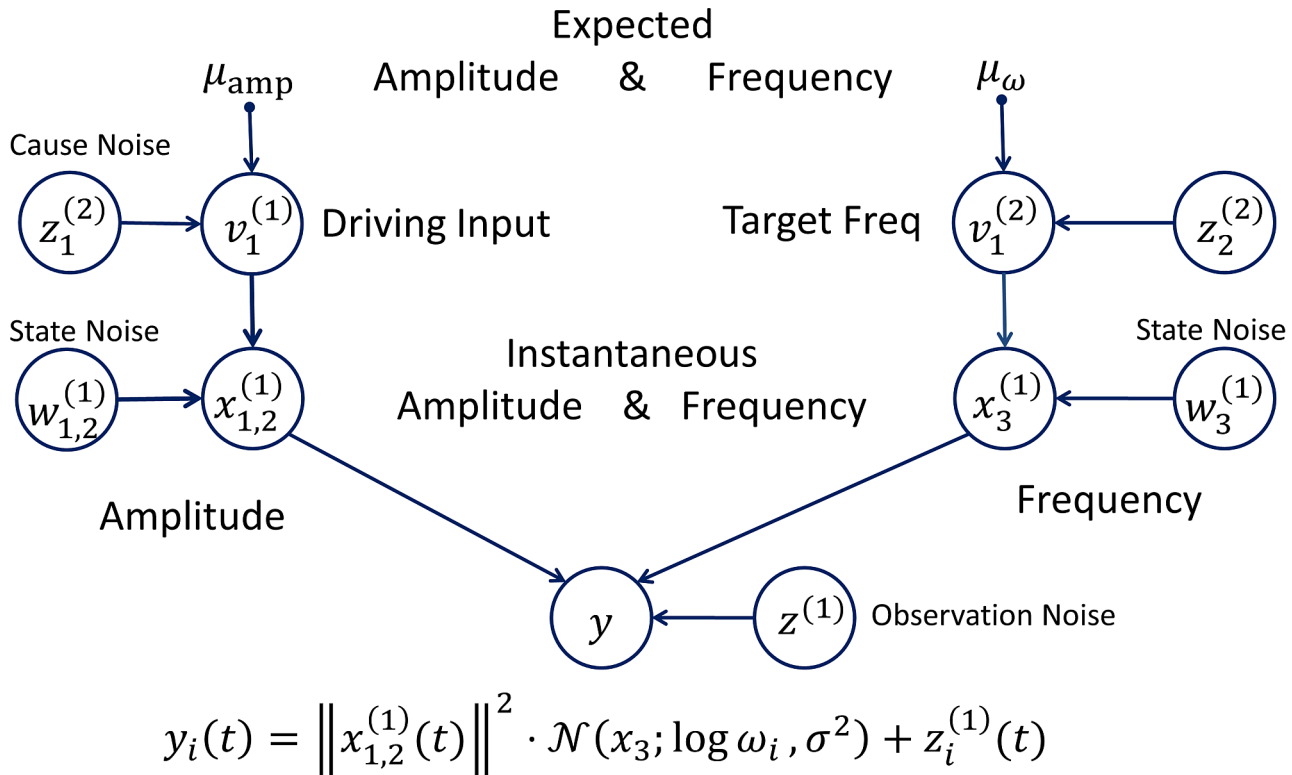 Expected
μ_amp Amplitude & Frequency μ_ω
Cause Noise
z_1^(2) v_1^(1) Driving Input Target Freq v_1^(2) z_2^(2)
State Noise State Noise
Instantaneous
w_{1,2}^(1) x_{1,2}^(1) Amplitude & Frequency x_3^(1) w_3^(1)
Amplitude Frequency
y z^(1) Observation Noise
y_i(t) = ‖x_{1,2}^(1)(t)‖^2 · 𝒩(x_3; log ω_i, σ^2) + z_i^(1)(t)